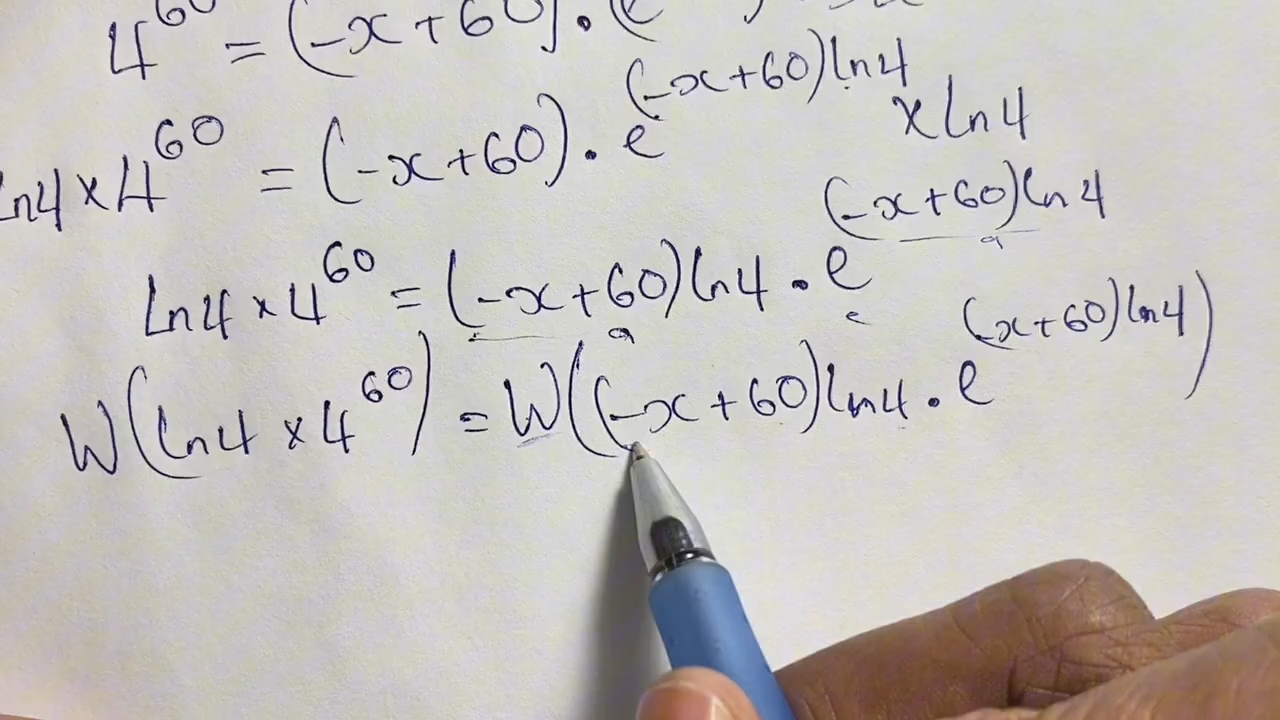 4^60 = (-x+60).e
ln4×4^60 = (-x+60).e^(-x+60)ln4
×ln4
ln4×4^60 = (-x+60)ln4.e^(-x+60)ln4
a a
W(ln4×4^60) = W((-x+60)ln4.e^(x+60)ln4)